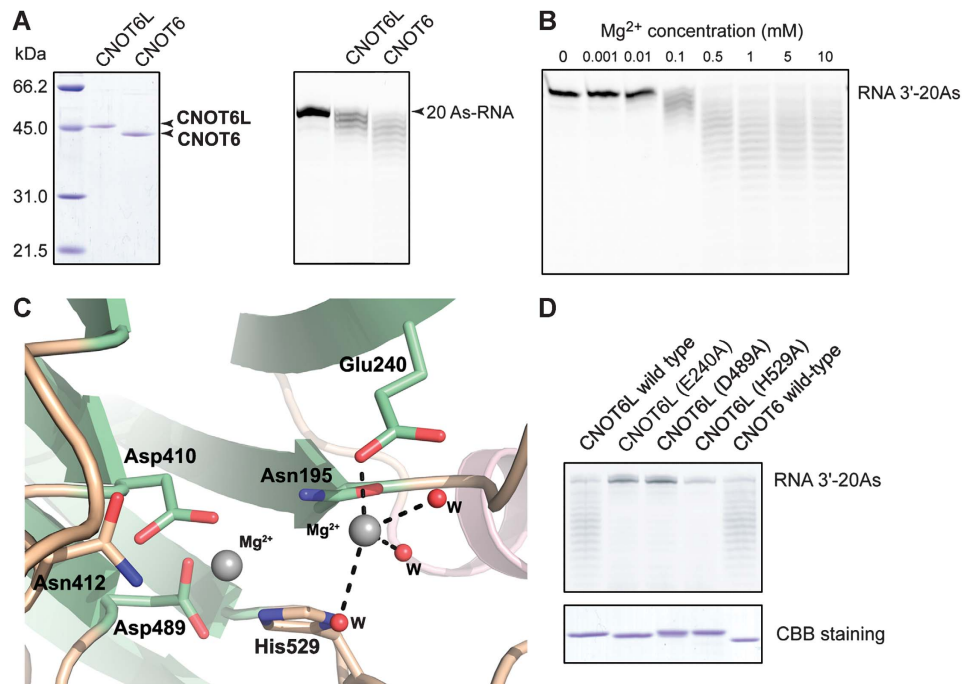 A
kDa
66.2
45.0
31.0
21.5
CNOT6L
CNOT6
CNOT6L
CNOT6
CNOT6L
CNOT6
20 As-RNA
B
Mg²⁺ concentration (mM)
0 0.001 0.01 0.1 0.5 1 5 10
RNA 3'-20As
C
Glu240
Asp410
Asn195
Mg²⁺
W
Mg²⁺
W
Asn412
Asp489
His529
W
D
CNOT6L wild type
CNOT6L (E240A)
CNOT6L (D489A)
CNOT6L (H529A)
CNOT6 wild-type
RNA 3'-20As
CBB staining